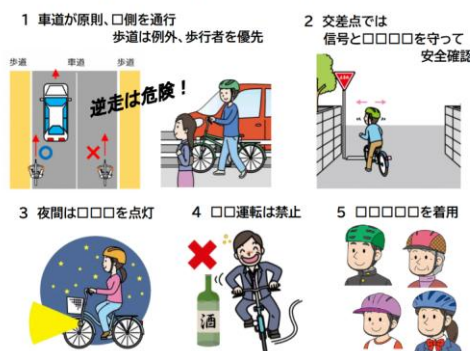 1 車道が原則、□側を通行
歩道は例外、歩行者を優先
歩道 車道 歩道
逆走は危険!
2 交差点では
信号と□□□□を守って
安全確認
止まれ
3 夜間は□□□を点灯
4 □□運転は禁止
酒
5 □□□□□を着用